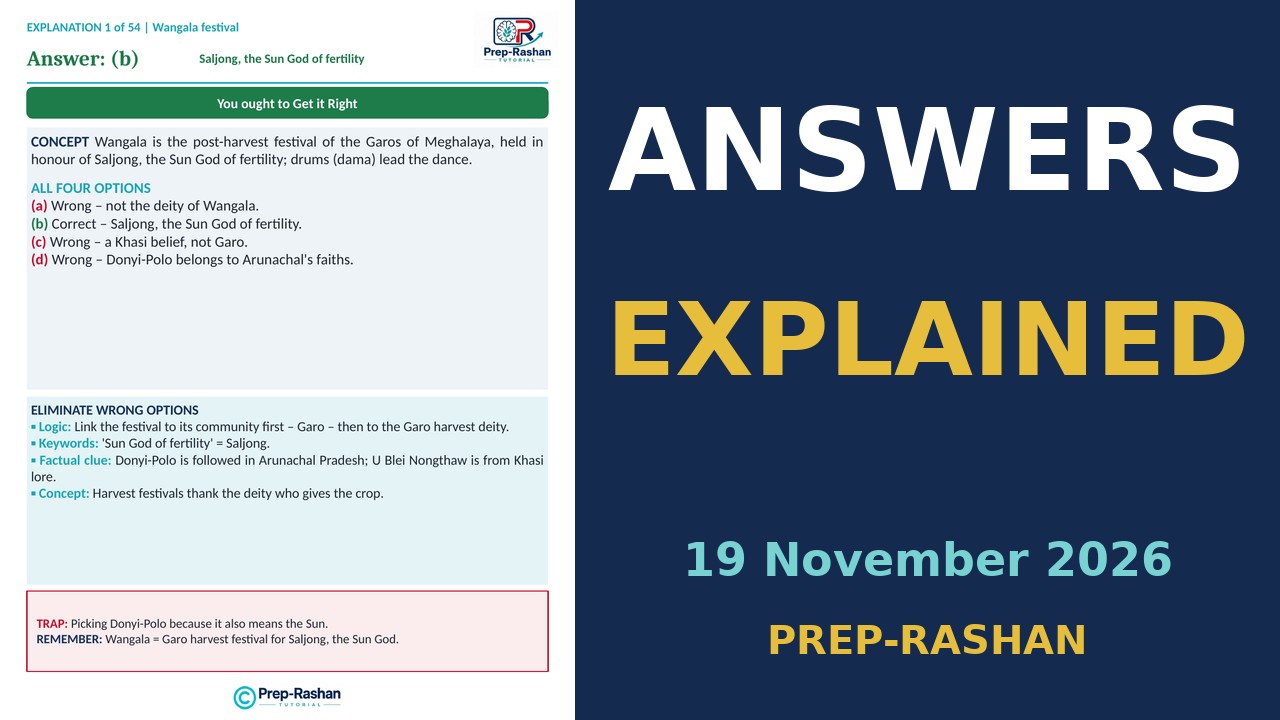 EXPLANATION 1 of 54 | Wangala festival
Prep-Rashan
TUTORIAL
Answer: (b) Saljong, the Sun God of fertility
You ought to Get it Right
CONCEPT Wangala is the post-harvest festival of the Garos of Meghalaya, held in
honour of Saljong, the Sun God of fertility; drums (dama) lead the dance.
ALL FOUR OPTIONS
(a) Wrong – not the deity of Wangala.
(b) Correct – Saljong, the Sun God of fertility.
(c) Wrong – a Khasi belief, not Garo.
(d) Wrong – Donyi-Polo belongs to Arunachal's faiths.
ELIMINATE WRONG OPTIONS
▪ Logic: Link the festival to its community first – Garo – then to the Garo harvest deity.
▪ Keywords: 'Sun God of fertility' = Saljong.
▪ Factual clue: Donyi-Polo is followed in Arunachal Pradesh; U Blei Nongthaw is from Khasi
lore.
▪ Concept: Harvest festivals thank the deity who gives the crop.
TRAP: Picking Donyi-Polo because it also means the Sun.
REMEMBER: Wangala = Garo harvest festival for Saljong, the Sun God.
© Prep-Rashan
TUTORIAL
ANSWERS
EXPLAINED
19 November 2026
PREP-RASHAN